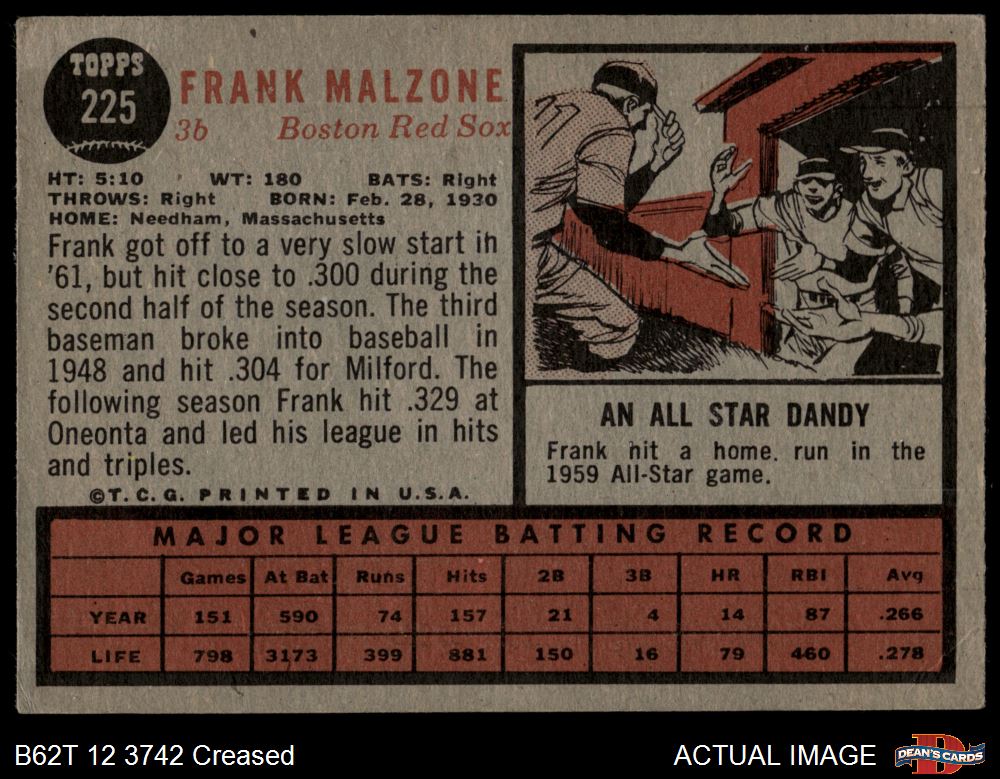 TOPPS
225
FRANK MALZONE
3b Boston Red Sox
HT: 5:10 WT: 180 BATS: Right
THROWS: Right BORN: Feb. 28, 1930
HOME: Needham, Massachusetts
Frank got off to a very slow start in
'61, but hit close to .300 during the
second half of the season. The third
baseman broke into baseball in
1948 and hit .304 for Milford. The
following season Frank hit .329 at
Oneonta and led his league in hits
and triples.
©T.C.G. PRINTED IN U.S.A.
AN ALL STAR DANDY
Frank hit a home run in the
1959 All-Star game.
MAJOR LEAGUE BATTING RECORD
Games At Bat Runs Hits 2B 3B HR RBI Avg
YEAR 151 590 74 157 21 4 14 87 .266
LIFE 798 3173 399 881 150 16 79 460 .278
B62T 12 3742 Creased ACTUAL IMAGE DEAN'S CARDS